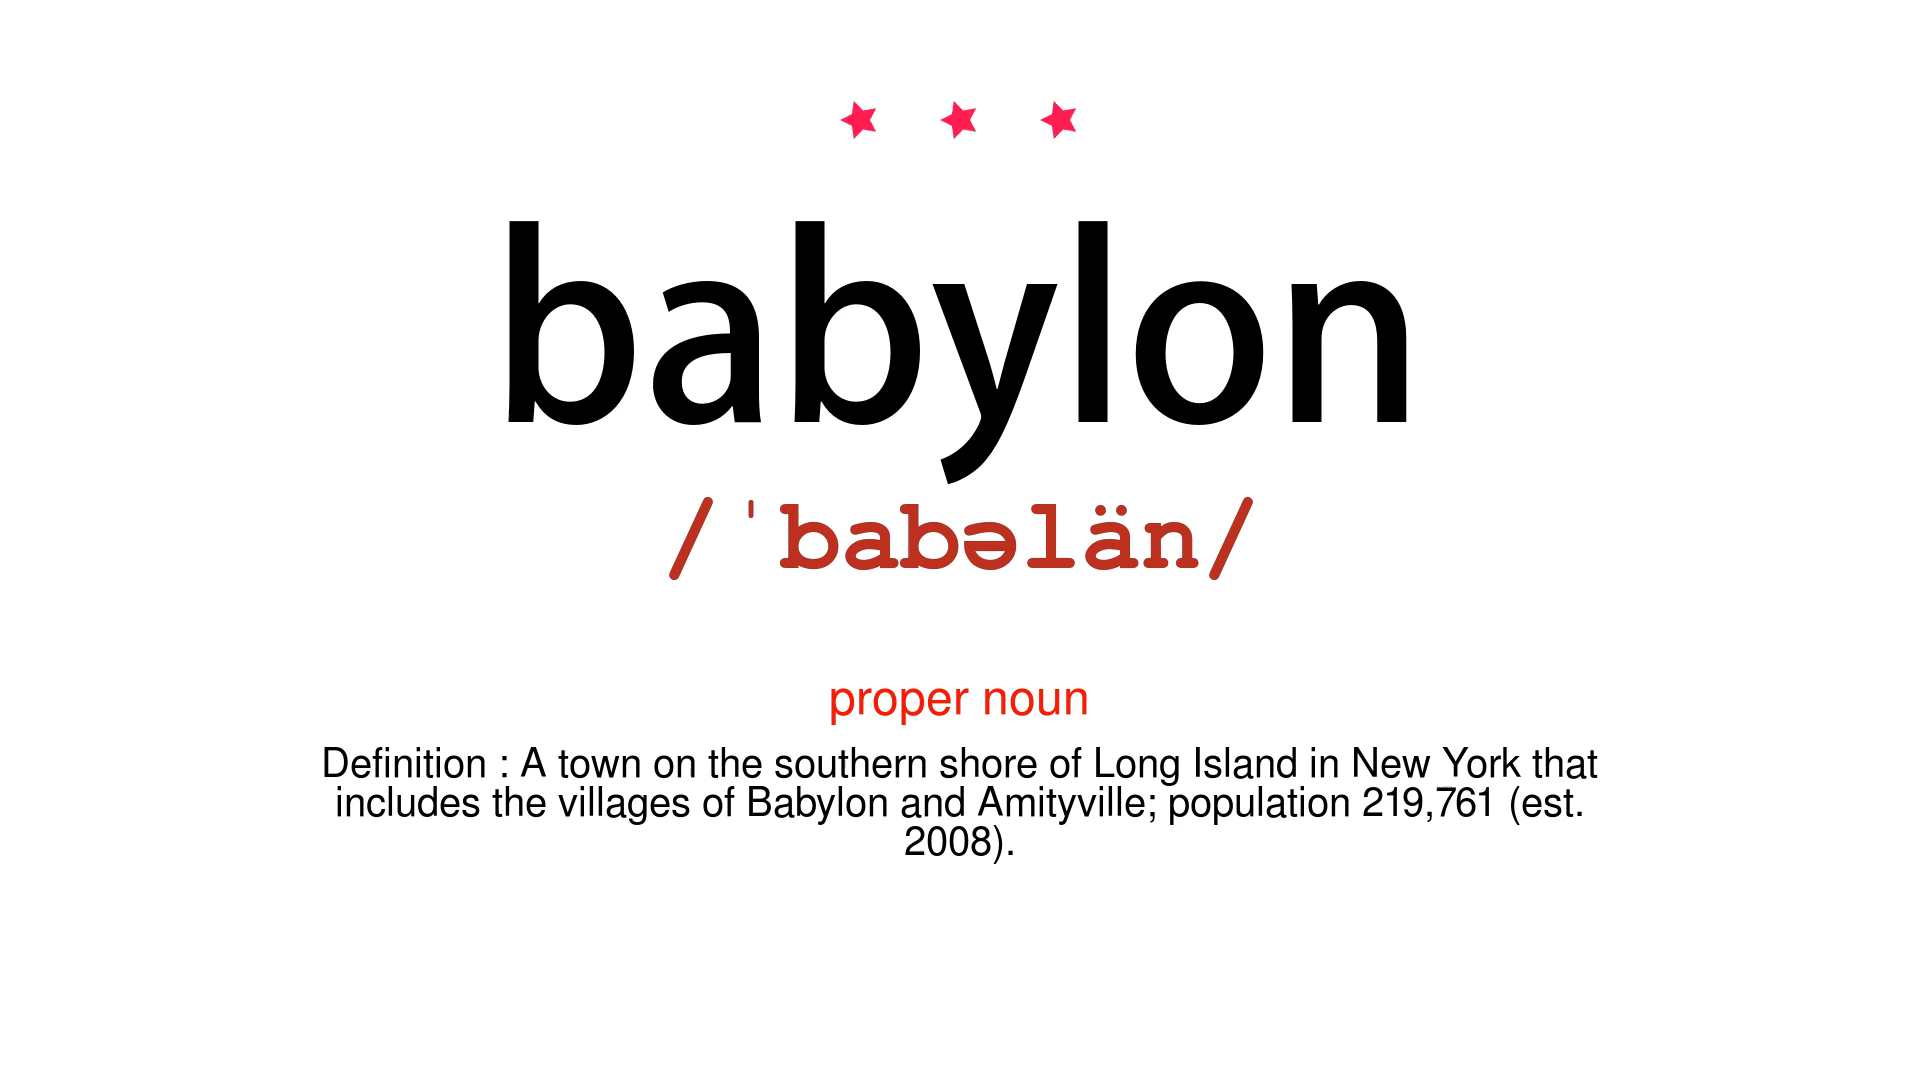 babylon
/ˈbabəlän/
proper noun
Definition : A town on the southern shore of Long Island in New York that
includes the villages of Babylon and Amityville; population 219,761 (est.
2008).